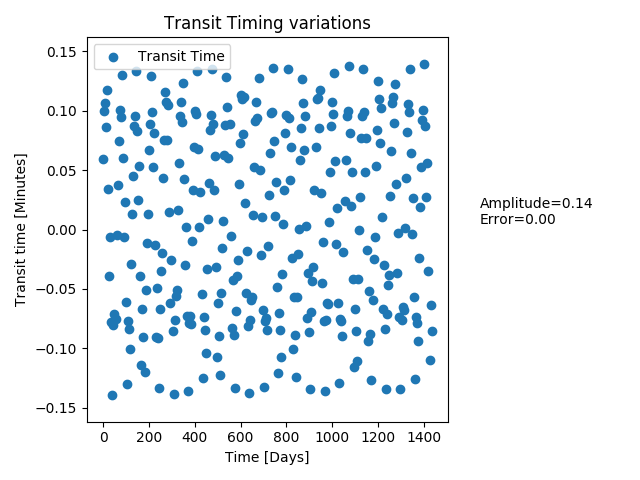 Transit Timing variations
Transit Time
0.15
0.10
0.05
0.00
−0.05
−0.10
−0.15
Transit time [Minutes]
Amplitude=0.14
Error=0.00
0 200 400 600 800 1000 1200 1400
Time [Days]